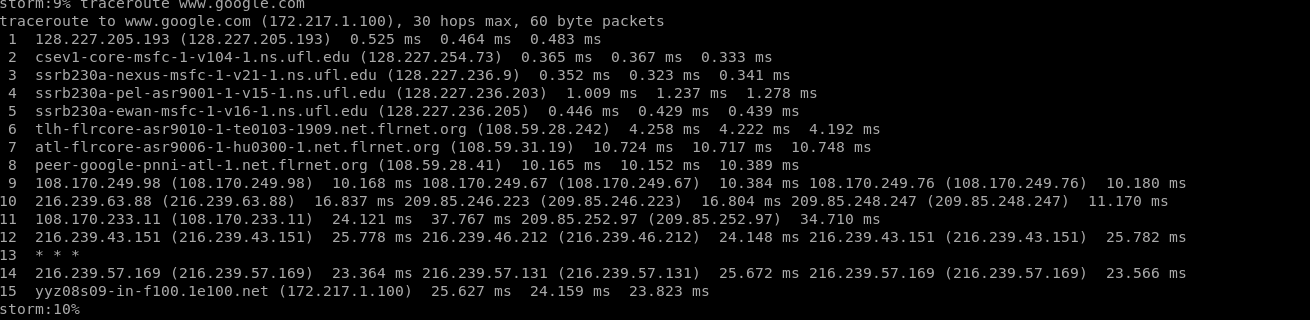 storm:9% traceroute www.google.com
traceroute to www.google.com (172.217.1.100), 30 hops max, 60 byte packets
 1  128.227.205.193 (128.227.205.193)  0.525 ms  0.464 ms  0.483 ms
 2  csev1-core-msfc-1-v104-1.ns.ufl.edu (128.227.254.73)  0.365 ms  0.367 ms  0.333 ms
 3  ssrb230a-nexus-msfc-1-v21-1.ns.ufl.edu (128.227.236.9)  0.352 ms  0.323 ms  0.341 ms
 4  ssrb230a-pel-asr9001-1-v15-1.ns.ufl.edu (128.227.236.203)  1.009 ms  1.237 ms  1.278 ms
 5  ssrb230a-ewan-msfc-1-v16-1.ns.ufl.edu (128.227.236.205)  0.446 ms  0.429 ms  0.439 ms
 6  tlh-flrcore-asr9010-1-te0103-1909.net.flrnet.org (108.59.28.242)  4.258 ms  4.222 ms  4.192 ms
 7  atl-flrcore-asr9006-1-hu0300-1.net.flrnet.org (108.59.31.19)  10.724 ms  10.717 ms  10.748 ms
 8  peer-google-pnni-atl-1.net.flrnet.org (108.59.28.41)  10.165 ms  10.152 ms  10.389 ms
 9  108.170.249.98 (108.170.249.98)  10.168 ms 108.170.249.67 (108.170.249.67)  10.384 ms 108.170.249.76 (108.170.249.76)  10.180 ms
10  216.239.63.88 (216.239.63.88)  16.837 ms 209.85.246.223 (209.85.246.223)  16.804 ms 209.85.248.247 (209.85.248.247)  11.170 ms
11  108.170.233.11 (108.170.233.11)  24.121 ms  37.767 ms 209.85.252.97 (209.85.252.97)  34.710 ms
12  216.239.43.151 (216.239.43.151)  25.778 ms 216.239.46.212 (216.239.46.212)  24.148 ms 216.239.43.151 (216.239.43.151)  25.782 ms
13  * * *
14  216.239.57.169 (216.239.57.169)  23.364 ms 216.239.57.131 (216.239.57.131)  25.672 ms 216.239.57.169 (216.239.57.169)  23.566 ms
15  yyz08s09-in-f100.1e100.net (172.217.1.100)  25.627 ms  24.159 ms  23.823 ms
storm:10%